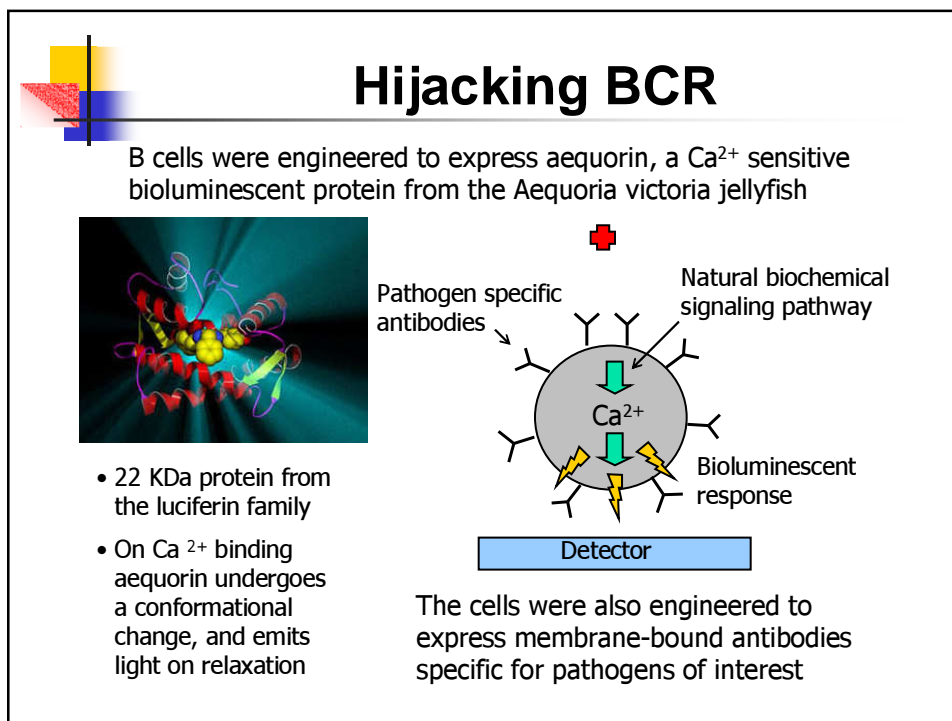 Hijacking BCR
B cells were engineered to express aequorin, a Ca²⁺ sensitive
bioluminescent protein from the Aequoria victoria jellyfish
Pathogen specific
antibodies
Natural biochemical
signaling pathway
Ca²⁺
Bioluminescent
response
Detector
• 22 KDa protein from
the luciferin family
• On Ca ²⁺ binding
aequorin undergoes
a conformational
change, and emits
light on relaxation
The cells were also engineered to
express membrane-bound antibodies
specific for pathogens of interest